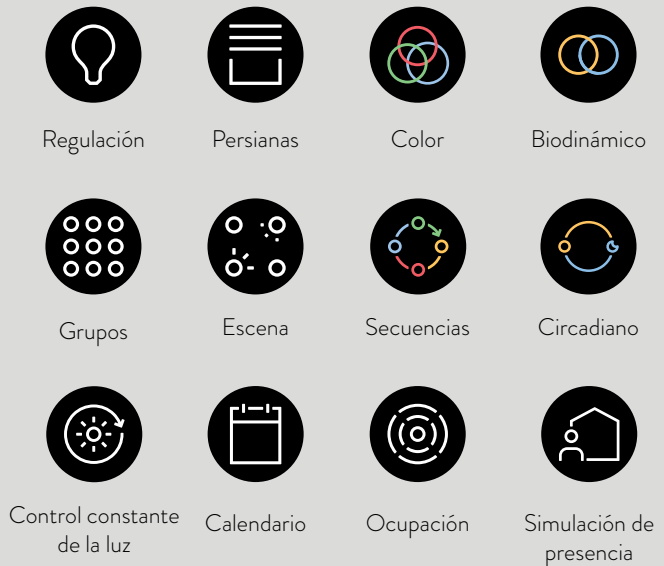 Regulación
Persianas
Color
Biodinámico
Grupos
Escena
Secuencias
Circadiano
Control constante
de la luz
Calendario
Ocupación
Simulación de
presencia